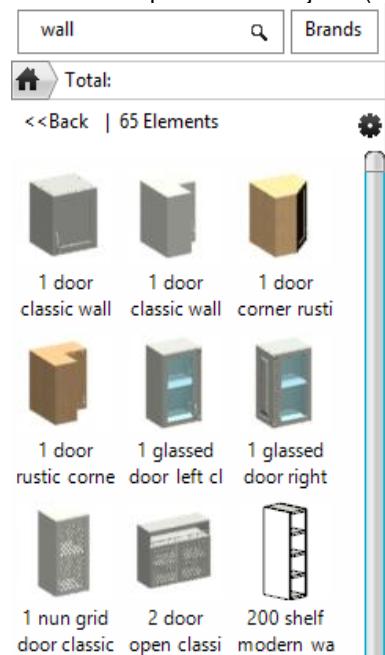 wall
Brands
Total:
<<Back | 65 Elements
1 door classic wall
1 door classic wall
1 door corner rusti
1 door rustic corne
1 glassed door left cl
1 glassed door right
1 nun grid door classic
2 door open classi
200 shelf modern wa